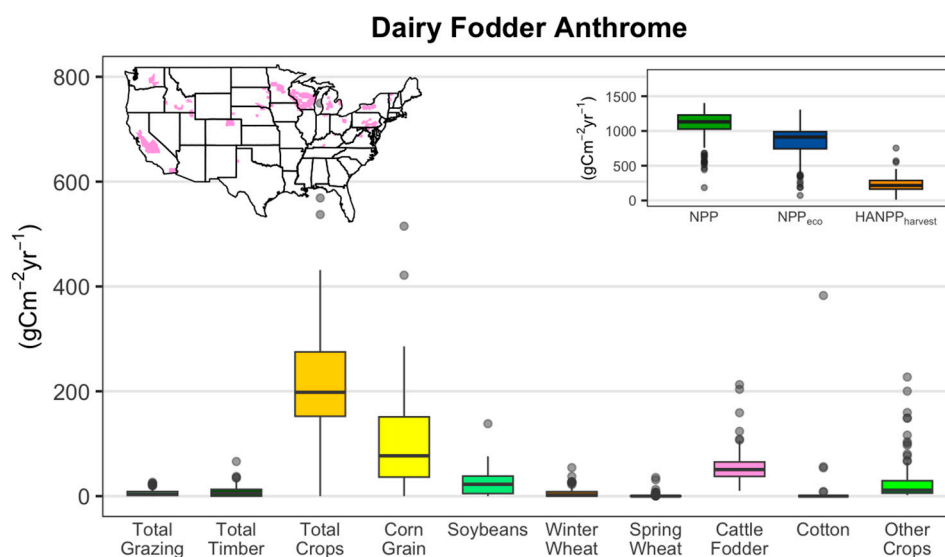 Dairy Fodder Anthrome
(gCm⁻²yr⁻¹)
800
600
400
200
0
(gCm⁻²yr⁻¹)
1500
1000
500
0
NPP NPPeco HANPPharvest
Total Grazing
Total Timber
Total Crops
Corn Grain
Soybeans
Winter Wheat
Spring Wheat
Cattle Fodder
Cotton
Other Crops